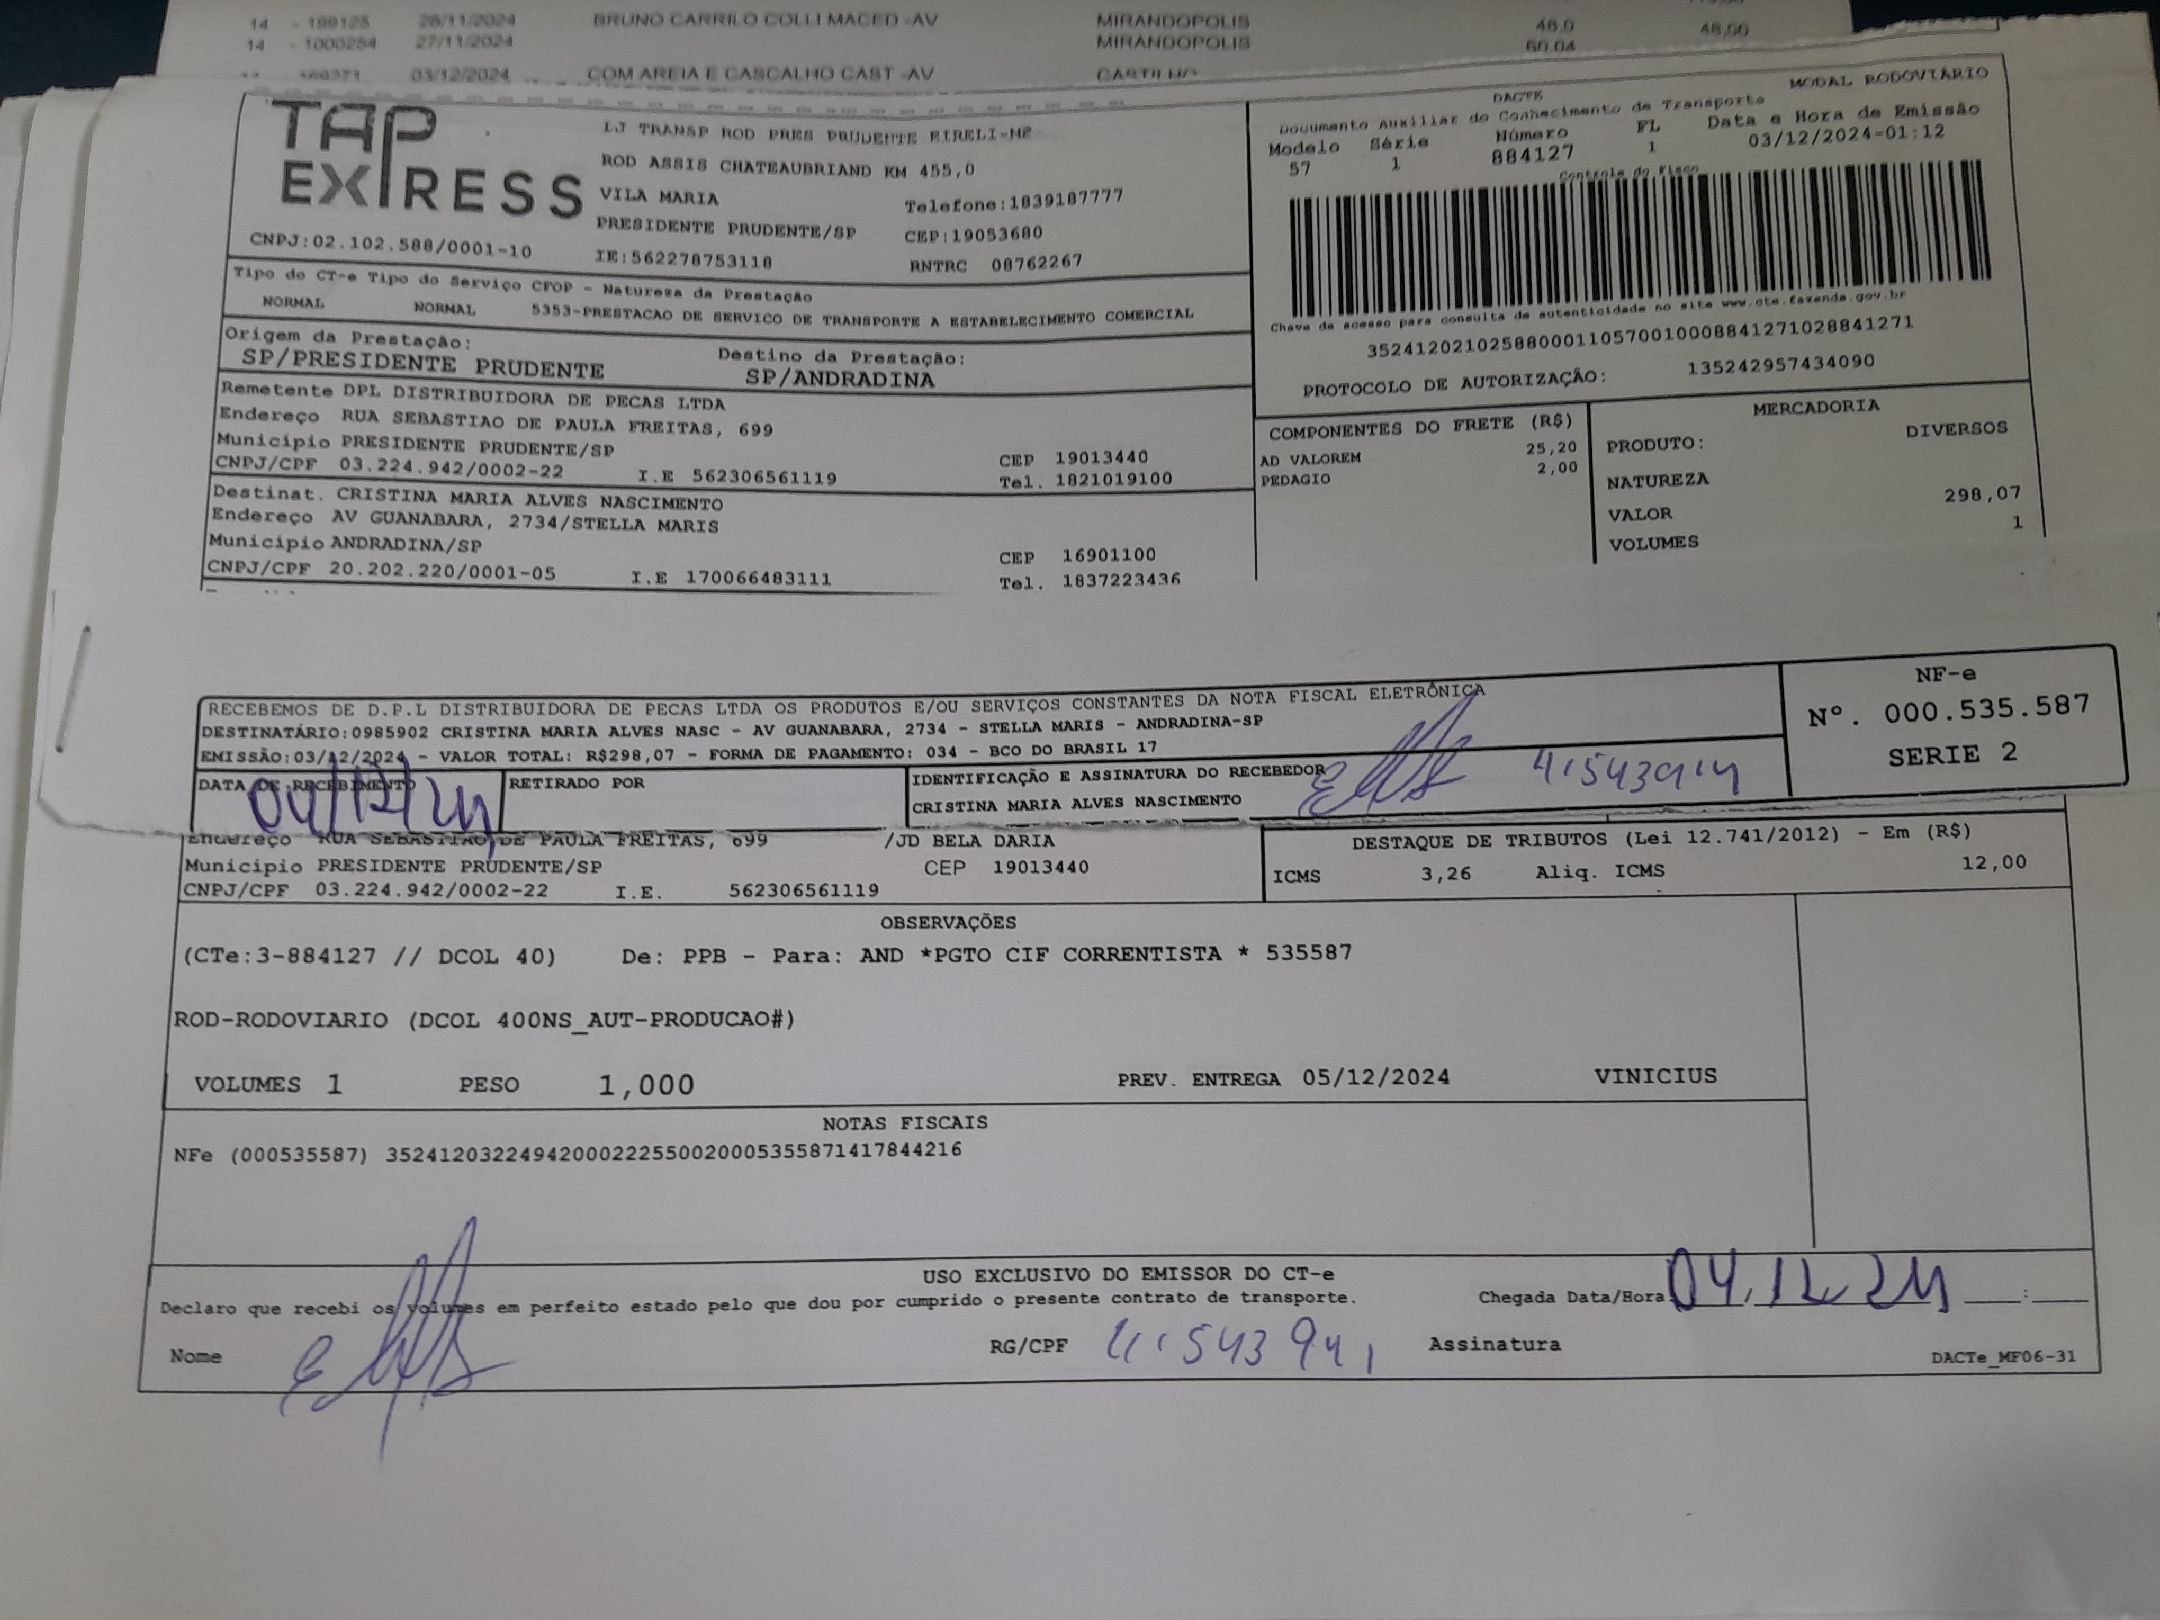 14 - 199125 28/11/2024 BRUNO CARRILO COLLI MACED -AV MIRANDOPOLIS 48,0
14 - 1000254 27/11/2024 MIRANDOPOLIS
03/12/2024 COM AREIA E CASCALHO CAST -AV CASTILHO
TAP EXPRESS
LJ TRANSP ROD PRES PRUDENTE EIRELI-ME
ROD ASSIS CHATEAUBRIAND KM 455,0
VILA MARIA Telefone:1839187777
PRESIDENTE PRUDENTE/SP CEP:19053680
CNPJ:02.102.588/0001-10 IE:562278753118 RNTRC 08762267
DACTE MODAL RODOVIÁRIO
Documento Auxiliar do Conhecimento de Transporte
Modelo Série Número FL Data e Hora de Emissão
57 1 884127 1 03/12/2024-01:12
Controle do Fisco
Chave de acesso para consulta de autenticidade no site www.cte.fazenda.gov.br
35241202102588000110570010008841271028841271
PROTOCOLO DE AUTORIZAÇÃO: 135242957434090
Tipo do CT-e Tipo do Serviço CFOP - Natureza da Prestação
NORMAL NORMAL 5353-PRESTACAO DE SERVICO DE TRANSPORTE A ESTABELECIMENTO COMERCIAL
Origem da Prestação: Destino da Prestação:
SP/PRESIDENTE PRUDENTE SP/ANDRADINA
Remetente DPL DISTRIBUIDORA DE PECAS LTDA
Endereço RUA SEBASTIAO DE PAULA FREITAS, 699
Município PRESIDENTE PRUDENTE/SP CEP 19013440
CNPJ/CPF 03.224.942/0002-22 I.E 562306561119 Tel. 1821019100
Destinat. CRISTINA MARIA ALVES NASCIMENTO
Endereço AV GUANABARA, 2734/STELLA MARIS
Município ANDRADINA/SP CEP 16901100
CNPJ/CPF 20.202.220/0001-05 I.E 170066483111 Tel. 1837223436
COMPONENTES DO FRETE (R$)
AD VALOREM 25,20
PEDAGIO 2,00
MERCADORIA
PRODUTO: DIVERSOS
NATUREZA
VALOR 298,07
VOLUMES 1
RECEBEMOS DE D.P.L DISTRIBUIDORA DE PECAS LTDA OS PRODUTOS E/OU SERVIÇOS CONSTANTES DA NOTA FISCAL ELETRÔNICA
DESTINATÁRIO:0985902 CRISTINA MARIA ALVES NASC - AV GUANABARA, 2734 - STELLA MARIS - ANDRADINA-SP
EMISSÃO:03/12/2024 - VALOR TOTAL: R$298,07 - FORMA DE PAGAMENTO: 034 - BCO DO BRASIL 17
NF-e
Nº. 000.535.587
SERIE 2
DATA DE RECEBIMENTO RETIRADO POR IDENTIFICAÇÃO E ASSINATURA DO RECEBEDOR
04/12/24 CRISTINA MARIA ALVES NASCIMENTO
Endereço RUA SEBASTIAO DE PAULA FREITAS, 699 /JD BELA DARIA
Município PRESIDENTE PRUDENTE/SP CEP 19013440
CNPJ/CPF 03.224.942/0002-22 I.E. 562306561119
DESTAQUE DE TRIBUTOS (Lei 12.741/2012) - Em (R$)
ICMS 3,26 Aliq. ICMS 12,00
OBSERVAÇÕES
(CTe:3-884127 // DCOL 40) De: PPB - Para: AND *PGTO CIF CORRENTISTA * 535587
ROD-RODOVIARIO (DCOL 400NS_AUT-PRODUCAO#)
VOLUMES 1 PESO 1,000 PREV. ENTREGA 05/12/2024 VINICIUS
NOTAS FISCAIS
NFe (000535587) 35241203224942000222550020005355871417844216
USO EXCLUSIVO DO EMISSOR DO CT-e
Declaro que recebi os volumes em perfeito estado pelo que dou por cumprido o presente contrato de transporte. Chegada Data/Hora 04.12.24 :
Nome RG/CPF Assinatura
DACTe_MF06-31